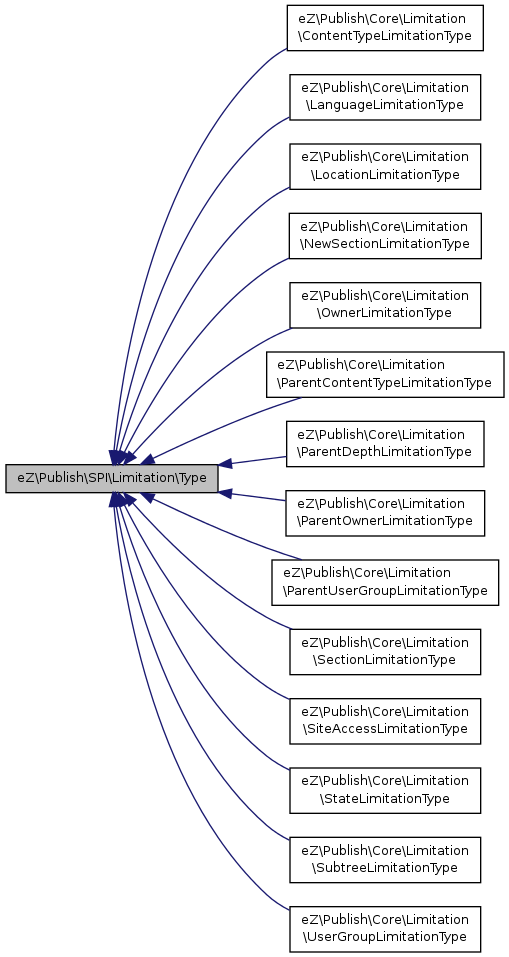 eZ\Publish\Core\Limitation
\ContentTypeLimitationType
eZ\Publish\Core\Limitation
\LanguageLimitationType
eZ\Publish\Core\Limitation
\LocationLimitationType
eZ\Publish\Core\Limitation
\NewSectionLimitationType
eZ\Publish\Core\Limitation
\OwnerLimitationType
eZ\Publish\Core\Limitation
\ParentContentTypeLimitationType
eZ\Publish\Core\Limitation
\ParentDepthLimitationType
eZ\Publish\SPI\Limitation\Type
eZ\Publish\Core\Limitation
\ParentOwnerLimitationType
eZ\Publish\Core\Limitation
\ParentUserGroupLimitationType
eZ\Publish\Core\Limitation
\SectionLimitationType
eZ\Publish\Core\Limitation
\SiteAccessLimitationType
eZ\Publish\Core\Limitation
\StateLimitationType
eZ\Publish\Core\Limitation
\SubtreeLimitationType
eZ\Publish\Core\Limitation
\UserGroupLimitationType